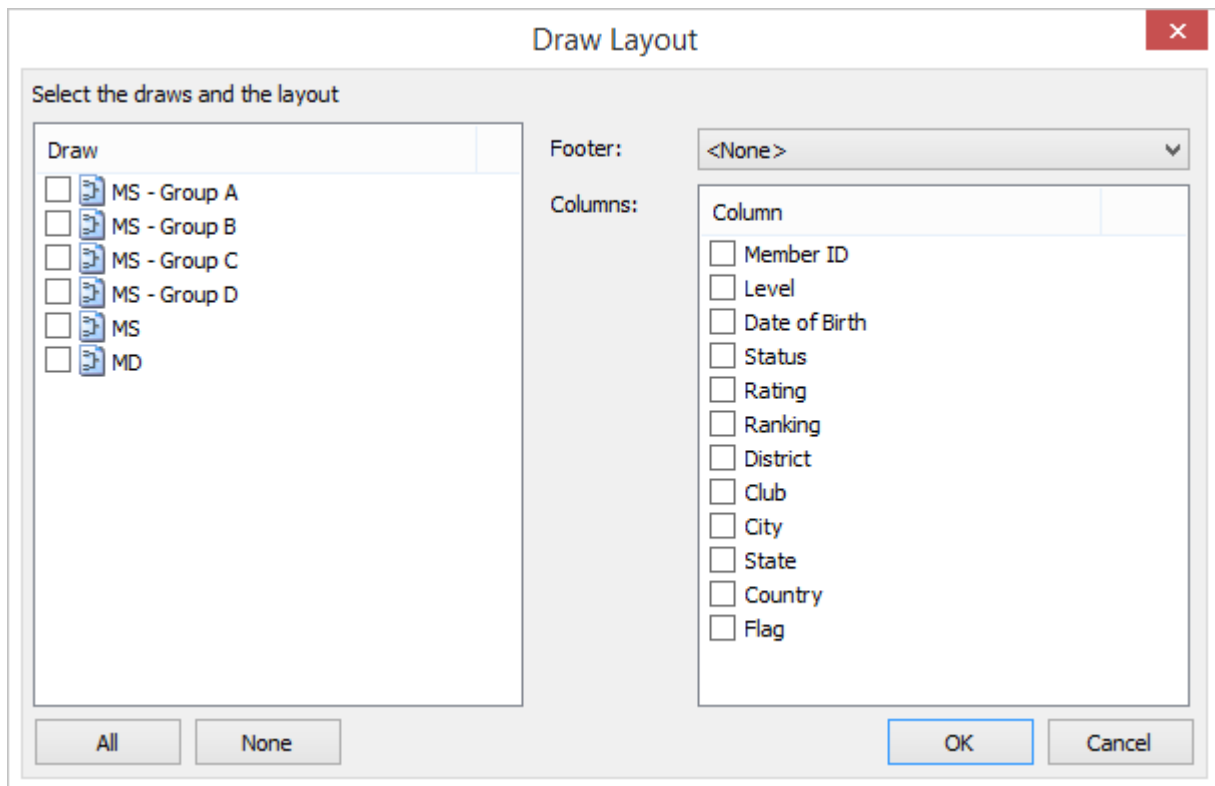 Draw Layout
Select the draws and the layout
Draw
MS - Group A
MS - Group B
MS - Group C
MS - Group D
MS
MD
Footer:
<None>
Columns:
Column
Member ID
Level
Date of Birth
Status
Rating
Ranking
District
Club
City
State
Country
Flag
All
None
OK
Cancel